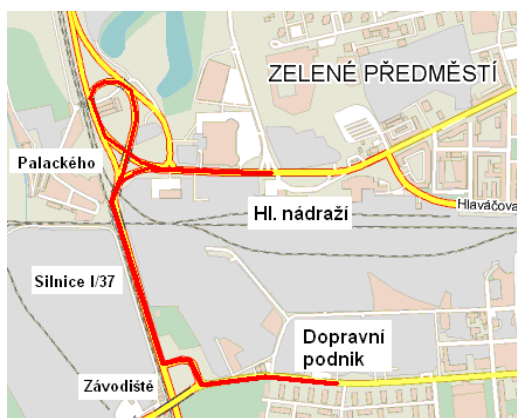 ZELENÉ PŘEDMĚSTÍ
Palackého
Hl. nádraží
Hlaváčova
Silnice I/37
Dopravní
podnik
Závodiště